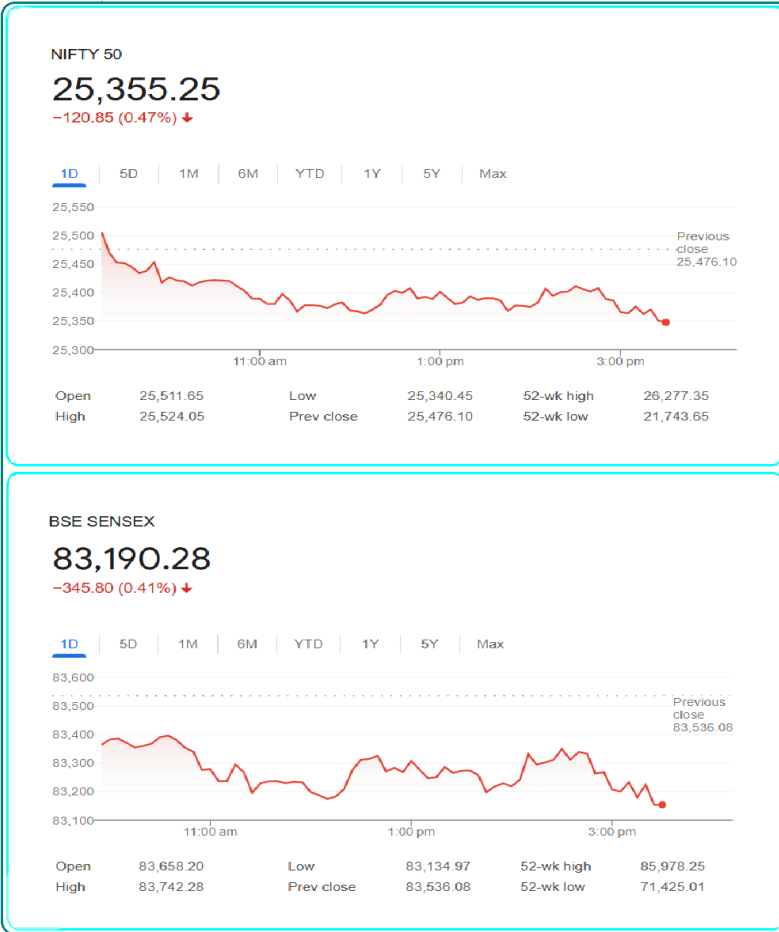 NIFTY 50
25,355.25
−120.85 (0.47%) ↓
1D 5D 1M 6M YTD 1Y 5Y Max
25,550
25,500
25,450
25,400
25,350
25,300
Previous
close
25,476.10
11:00 am 1:00 pm 3:00 pm
Open 25,511.65 Low 25,340.45 52-wk high 26,277.35
High 25,524.05 Prev close 25,476.10 52-wk low 21,743.65
BSE SENSEX
83,190.28
−345.80 (0.41%) ↓
1D 5D 1M 6M YTD 1Y 5Y Max
83,600
83,500
83,400
83,300
83,200
83,100
Previous
close
83,536.08
11:00 am 1:00 pm 3:00 pm
Open 83,658.20 Low 83,134.97 52-wk high 85,978.25
High 83,742.28 Prev close 83,536.08 52-wk low 71,425.01